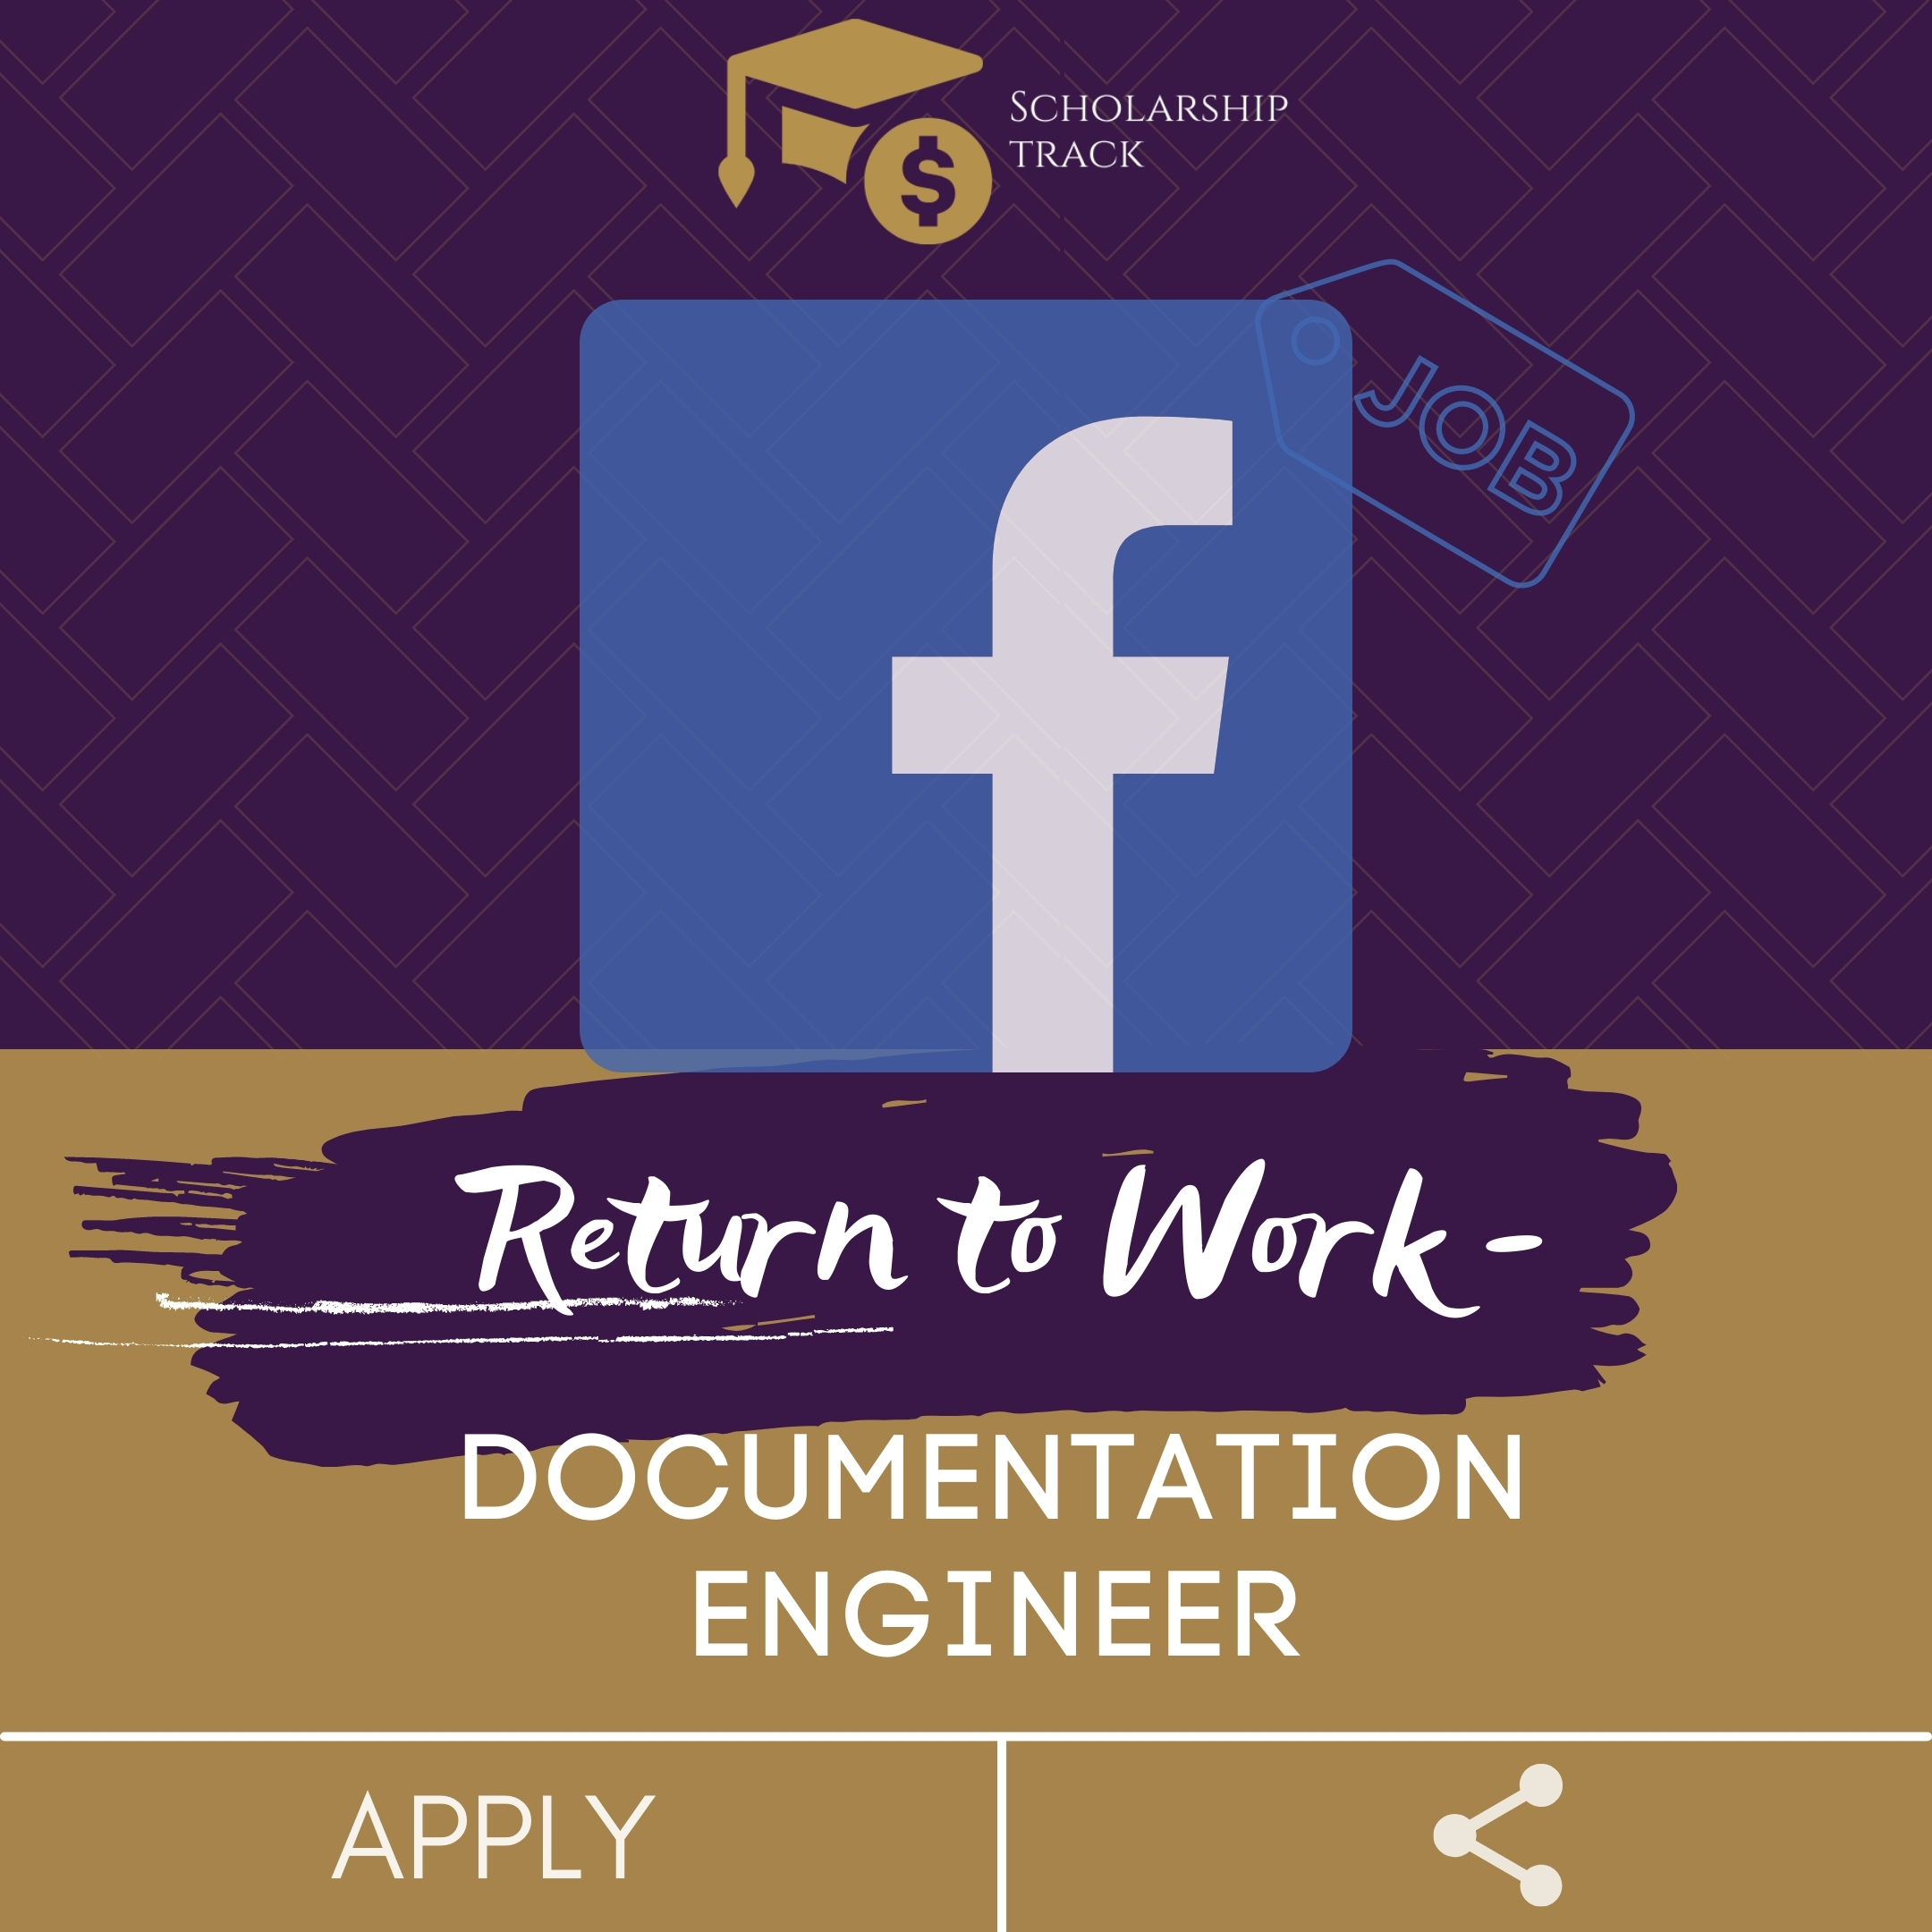 SCHOLARSHIP
TRACK
JOB
Return to Work -
DOCUMENTATION
ENGINEER
APPLY